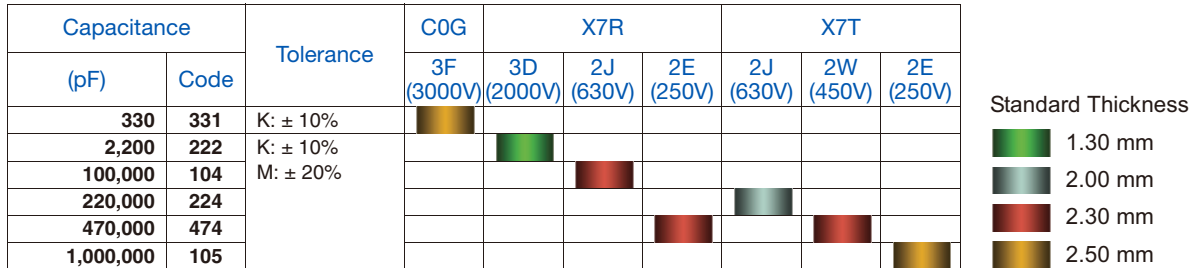 Capacitance Tolerance C0G X7R X7T
(pF) Code 3F (3000V) 3D (2000V) 2J (630V) 2E (250V) 2J (630V) 2W (450V) 2E (250V)
330 331 K: ± 10%
2,200 222 K: ± 10%
100,000 104 M: ± 20%
220,000 224
470,000 474
1,000,000 105
Standard Thickness
1.30 mm
2.00 mm
2.30 mm
2.50 mm